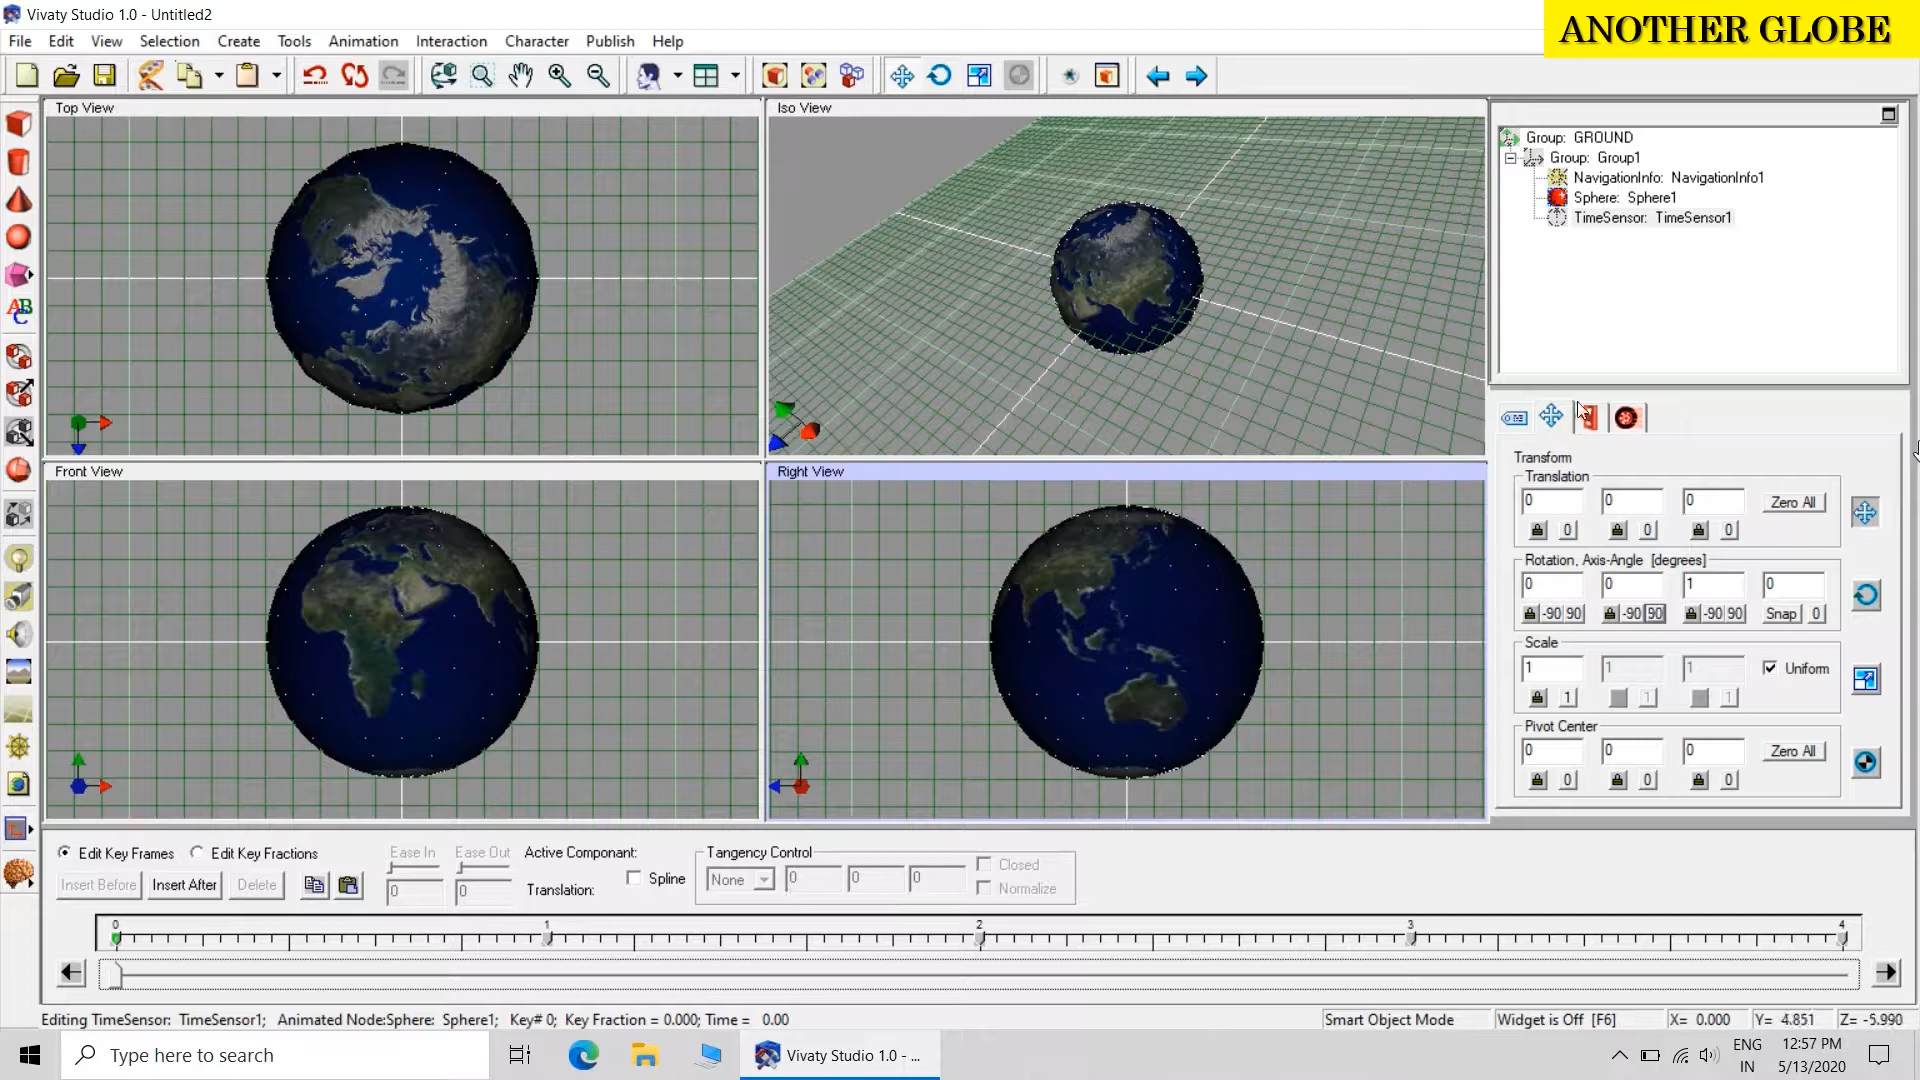 Vivaty Studio 1.0 - Untitled2
ANOTHER GLOBE
File Edit View Selection Create Tools Animation Interaction Character Publish Help
Top View
Iso View
Group: GROUND
Group: Group1
NavigationInfo: NavigationInfo1
Sphere: Sphere1
TimeSensor: TimeSensor1
AB
C
Front View
Right View
Transform
Translation
0 0 0 Zero All
0 0 0
Rotation, Axis-Angle [degrees]
0 0 1 0
-90 90 -90 90 -90 90 Snap 0
Scale
1 1 1 Uniform
1 1 1
Pivot Center
0 0 0 Zero All
0 0 0
Edit Key Frames Edit Key Fractions Ease In Ease Out Active Component: Tangency Control
Insert Before Insert After Delete 0 0 Translation: Spline None 0 0 0 Closed
Normalize
0 1 2 3 4
Editing TimeSensor: TimeSensor1; Animated Node:Sphere: Sphere1; Key# 0; Key Fraction = 0.000; Time = 0.00
Smart Object Mode Widget is Off [F6] X= 0.000 Y= 4.851 Z= -5.990
Type here to search
Vivaty Studio 1.0 - ...
ENG
IN
12:57 PM
5/13/2020